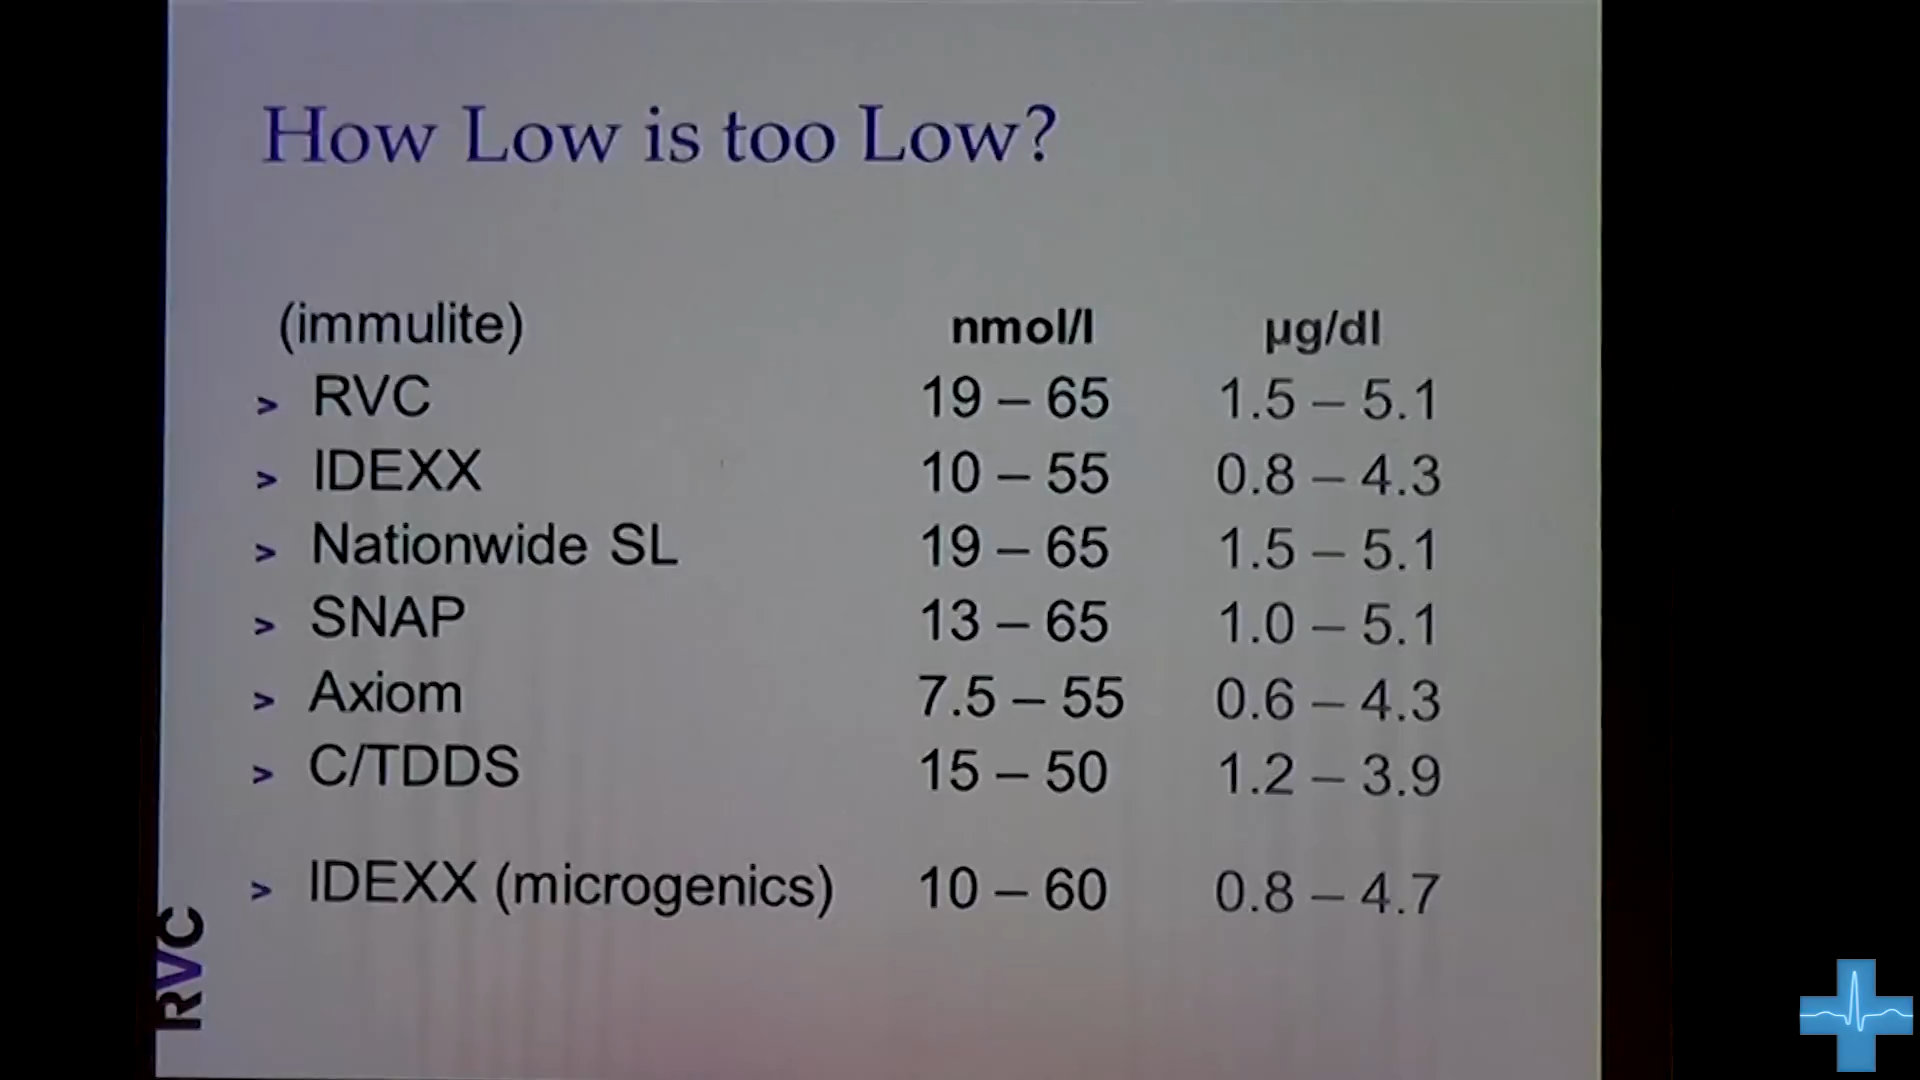 How Low is too Low?
(immulite) nmol/l µg/dl
> RVC 19 – 65 1.5 – 5.1
> IDEXX 10 – 55 0.8 – 4.3
> Nationwide SL 19 – 65 1.5 – 5.1
> SNAP 13 – 65 1.0 – 5.1
> Axiom 7.5 – 55 0.6 – 4.3
> C/TDDS 15 – 50 1.2 – 3.9
> IDEXX (microgenics) 10 – 60 0.8 – 4.7
RVC